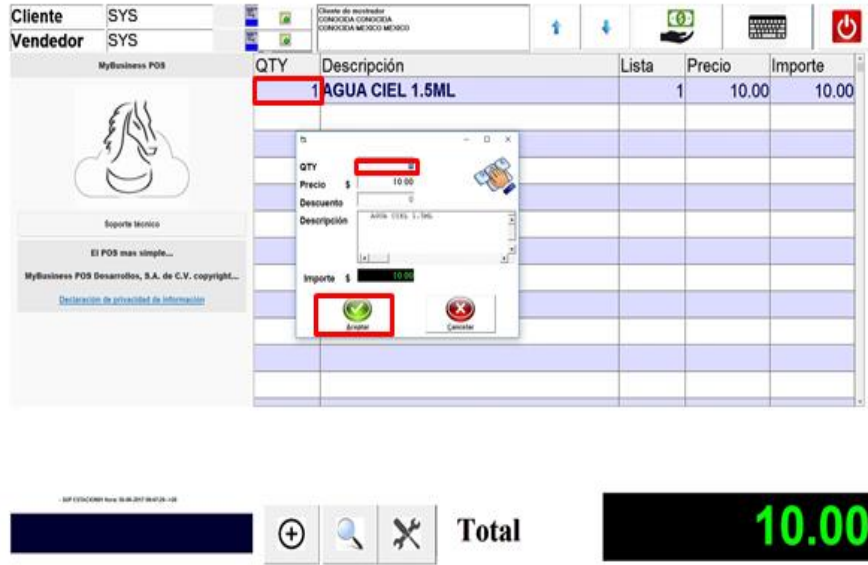 Cliente SYS
Vendedor SYS
Cliente de mostrador
CONOCIDA CONOCIDA
CONOCIDA MEXICO MEXICO
MyBusiness POS
Soporte técnico
El POS mas simple...
MyBusiness POS Desarrollos, S.A. de C.V. copyright...
Declaración de privacidad de información
QTY Descripción Lista Precio Importe
1 AGUA CIEL 1.5ML 1 10.00 10.00
QTY
Precio $ 10.00
Descuento 0
Descripción AGUA CIEL 1.5ML
Importe $ 10.00
Aceptar Cancelar
Total 10.00